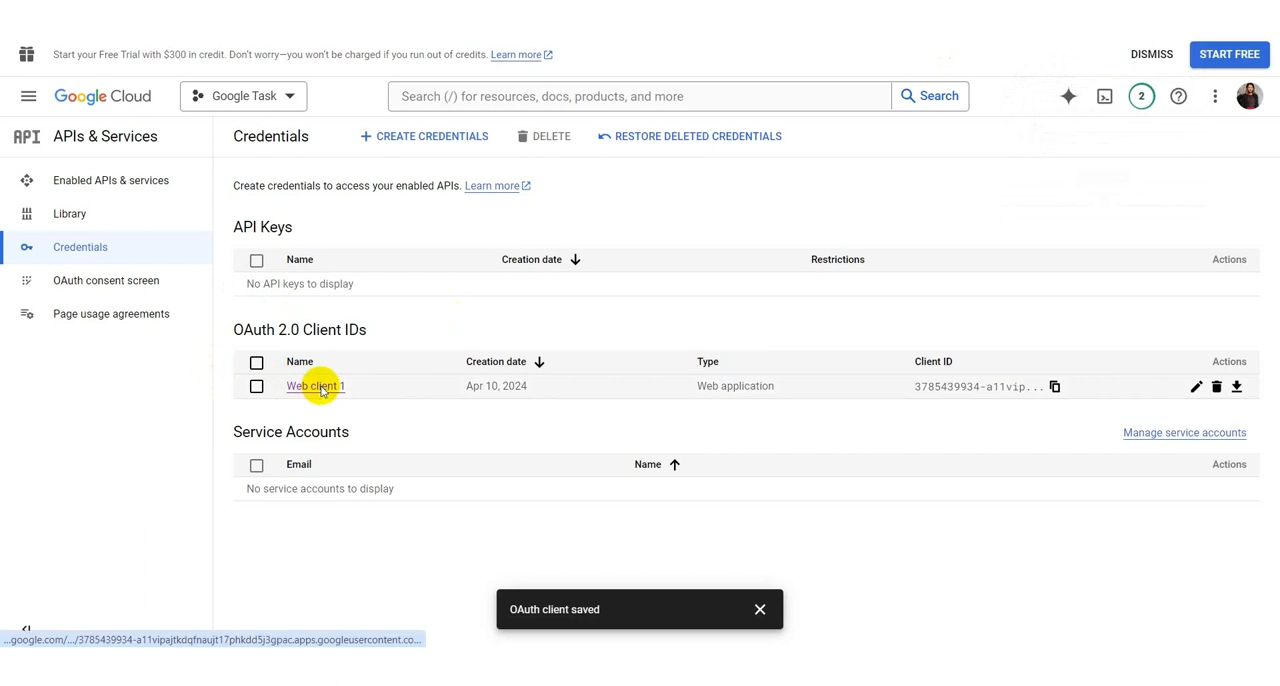 Start your Free Trial with $300 in credit. Don't worry—you won't be charged if you run out of credits. Learn more
DISMISS
START FREE
Google Cloud
Google Task
Search (/) for resources, docs, products, and more
Search
2
API APIs & Services
Credentials
CREATE CREDENTIALS
DELETE
RESTORE DELETED CREDENTIALS
Enabled APIs & services
Library
Credentials
OAuth consent screen
Page usage agreements
Create credentials to access your enabled APIs. Learn more
API Keys
Name Creation date Restrictions Actions
No API keys to display
OAuth 2.0 Client IDs
Name Creation date Type Client ID Actions
Web client 1 Apr 10, 2024 Web application 3785439934-a11vip...
Service Accounts
Manage service accounts
Email Name Actions
No service accounts to display
OAuth client saved
...google.com/.../3785439934-a11vipajtkdqfnaujt17phkdd5j3gpac.apps.googleusercontent.co...